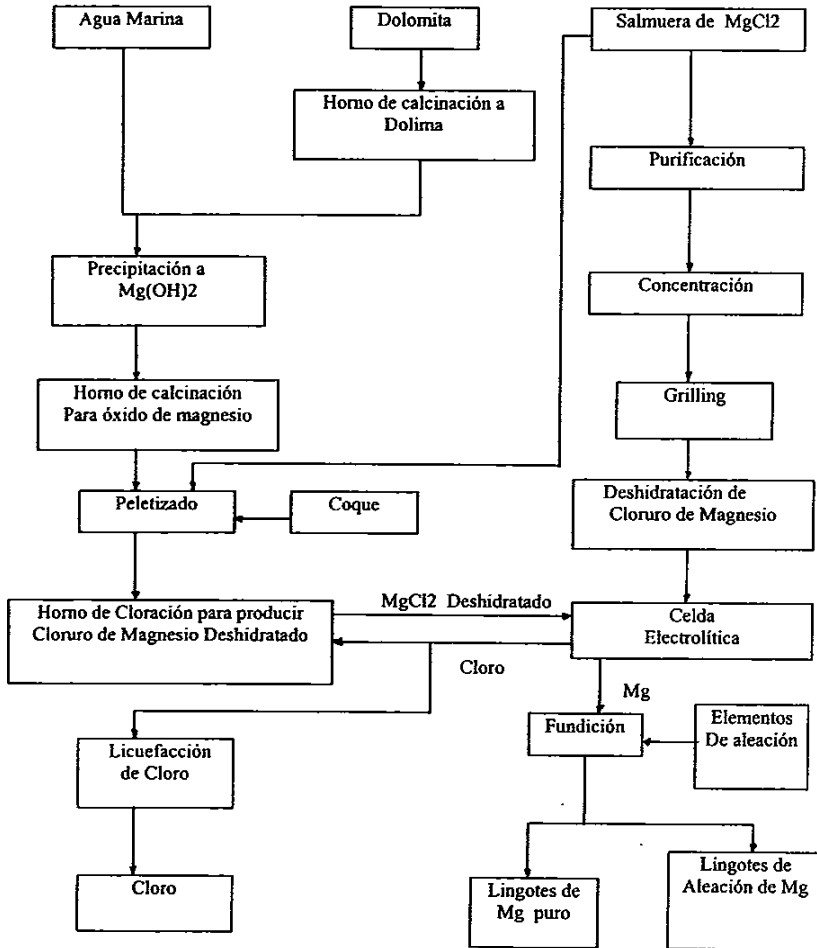 Agua Marina
Dolomita
Salmuera de MgCl2
Horno de calcinación a
Dolima
Purificación
Precipitación a
Mg(OH)2
Concentración
Horno de calcinación
Para óxido de magnesio
Grilling
Peletizado
Coque
Deshidratación de
Cloruro de Magnesio
Horno de Cloración para producir
Cloruro de Magnesio Deshidratado
MgCl2 Deshidratado
Celda
Electrolítica
Cloro
Mg
Fundición
Elementos
De aleación
Licuefacción
de Cloro
Cloro
Lingotes de
Mg puro
Lingotes de
Aleación de Mg